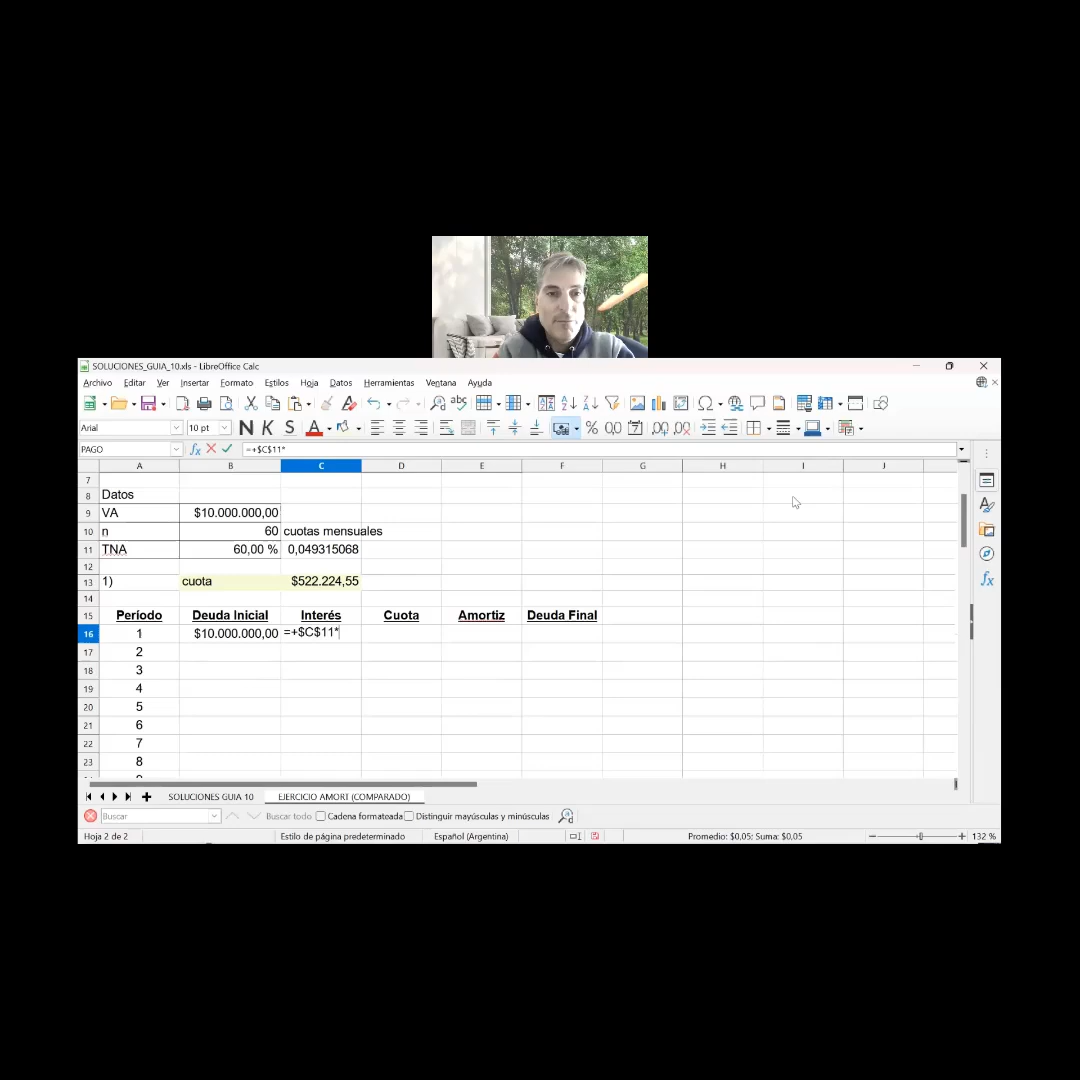 SOLUCIONES_GUIA_10.xls - LibreOffice Calc
Archivo Editar Ver Insertar Formato Estilos Hoja Datos Herramientas Ventana Ayuda
Arial 10 pt N K S A % 0,0
PAGO fx =+$C$11*
A B C D E F G H I J
7
8 Datos
9 VA $10.000.000,00
10 n 60 cuotas mensuales
11 TNA 60,00 % 0,049315068
12
13 1) cuota $522.224,55
14
15 Período Deuda Inicial Interés Cuota Amortiz Deuda Final
16 1 $10.000.000,00 =+$C$11*
17 2
18 3
19 4
20 5
21 6
22 7
23 8
SOLUCIONES GUIA 10 EJERCICIO AMORT (COMPARADO)
Buscar Buscar todo Cadena formateada Distinguir mayúsculas y minúsculas
Hoja 2 de 2 Estilo de página predeterminado Español (Argentina) Promedio: $0,05; Suma: $0,05 132 %